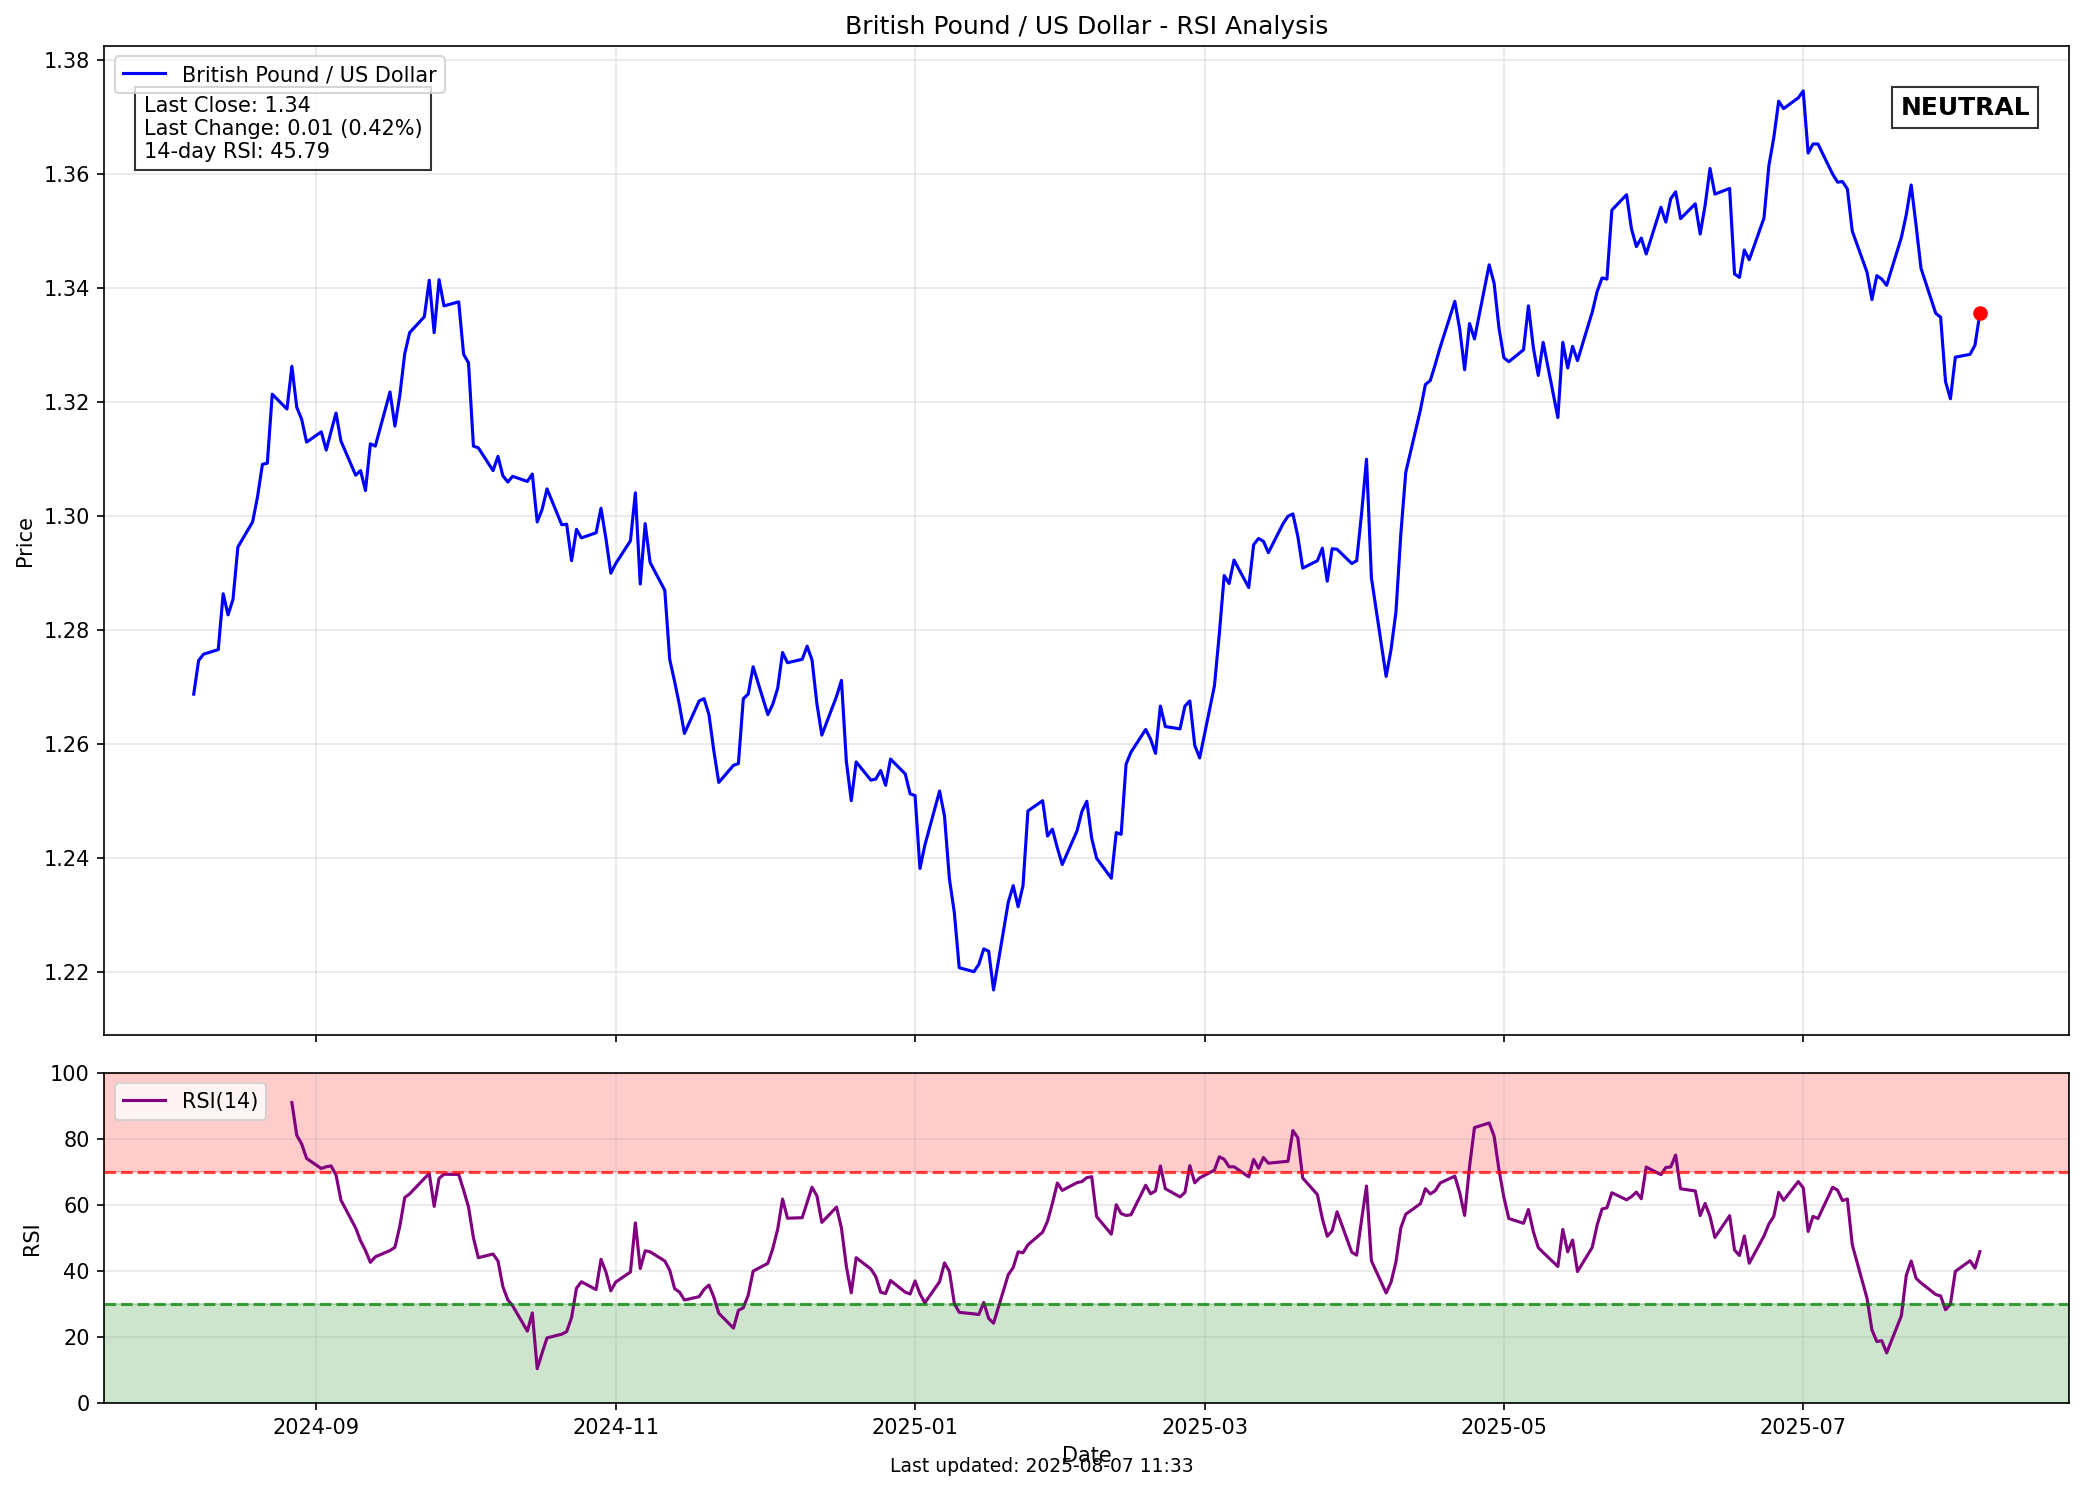 British Pound / US Dollar - RSI Analysis
British Pound / US Dollar
Last Close: 1.34
Last Change: 0.01 (0.42%)
14-day RSI: 45.79
NEUTRAL
Price
1.38
1.36
1.34
1.32
1.30
1.28
1.26
1.24
1.22
RSI(14)
RSI
100
80
60
40
20
0
2024-09
2024-11
2025-01
2025-03
2025-05
2025-07
Date
Last updated: 2025-08-07 11:33